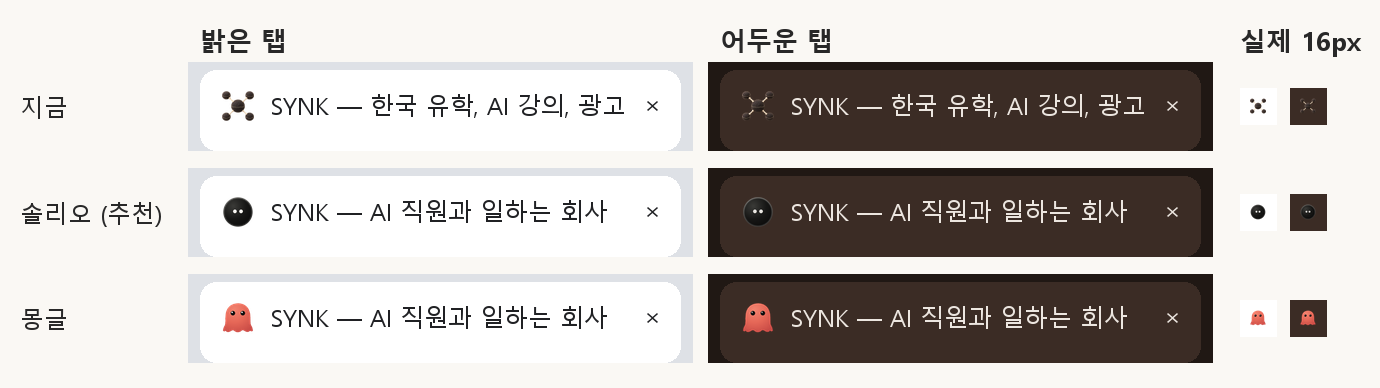 밝은 탭 어두운 탭 실제 16px
지금 SYNK — 한국 유학, AI 강의, 광고 × SYNK — 한국 유학, AI 강의, 광고 ×
솔리오 (추천) SYNK — AI 직원과 일하는 회사 × SYNK — AI 직원과 일하는 회사 ×
몽글 SYNK — AI 직원과 일하는 회사 × SYNK — AI 직원과 일하는 회사 ×